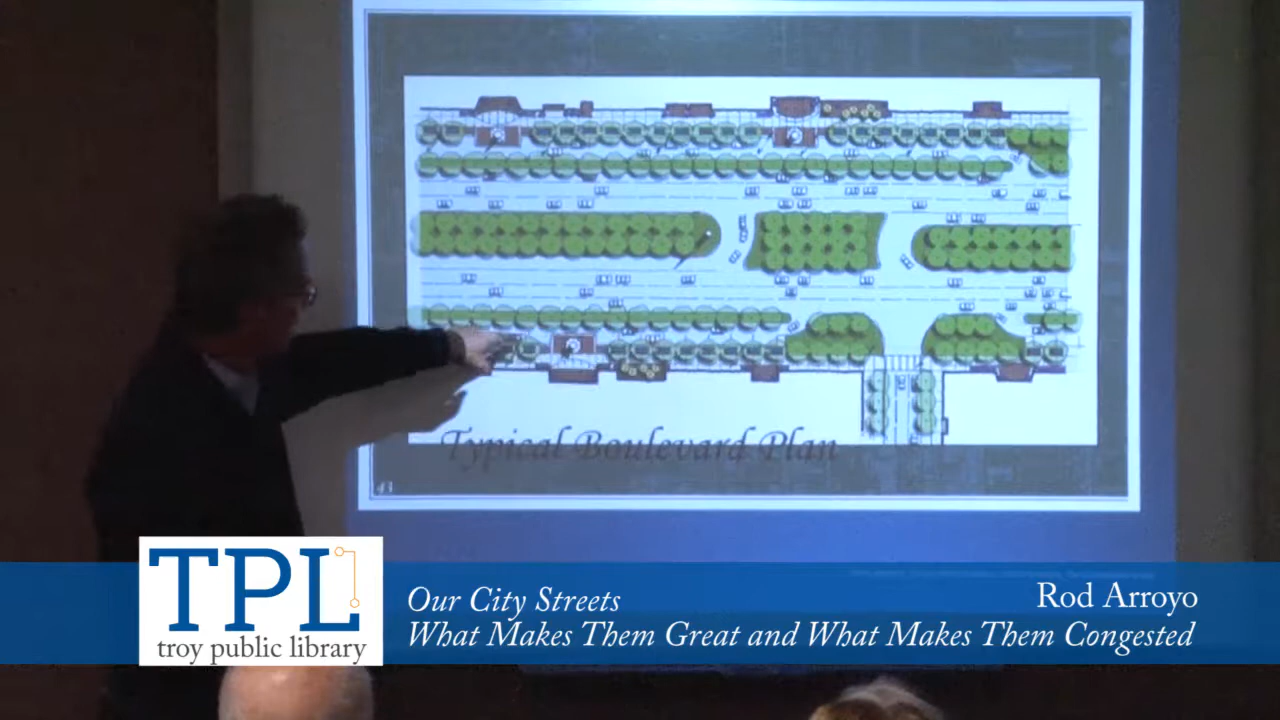 Typical Boulevard Plan
43
TPL
troy public library
Our City Streets
Rod Arroyo
What Makes Them Great and What Makes Them Congested